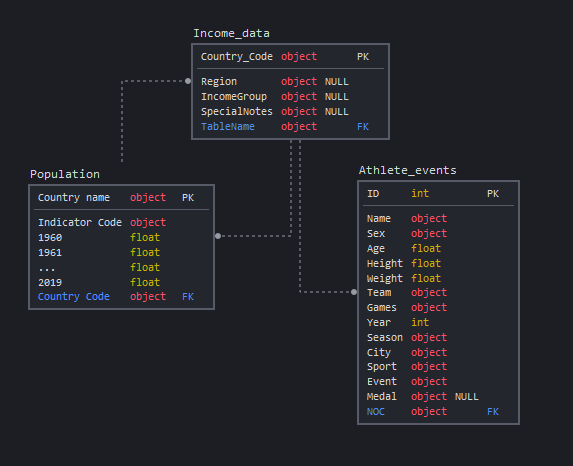 Income_data
Country_Code object PK
Region object NULL
IncomeGroup object NULL
SpecialNotes object NULL
TableName object FK
Population
Country name object PK
Indicator Code object
1960 float
1961 float
... float
2019 float
Country Code object FK
Athlete_events
ID int PK
Name object
Sex object
Age float
Height float
Weight float
Team object
Games object
Year int
Season object
City object
Sport object
Event object
Medal object NULL
NOC object FK